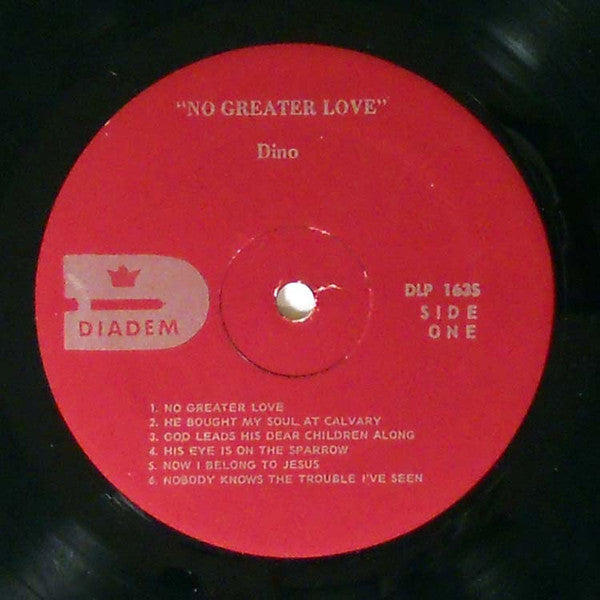 "NO GREATER LOVE"
Dino
DIADEM
DLP 1635
SIDE
ONE
1. NO GREATER LOVE
2. HE BOUGHT MY SOUL AT CALVARY
3. GOD LEADS HIS DEAR CHILDREN ALONG
4. HIS EYE IS ON THE SPARROW
5. NOW I BELONG TO JESUS
6. NOBODY KNOWS THE TROUBLE I'VE SEEN